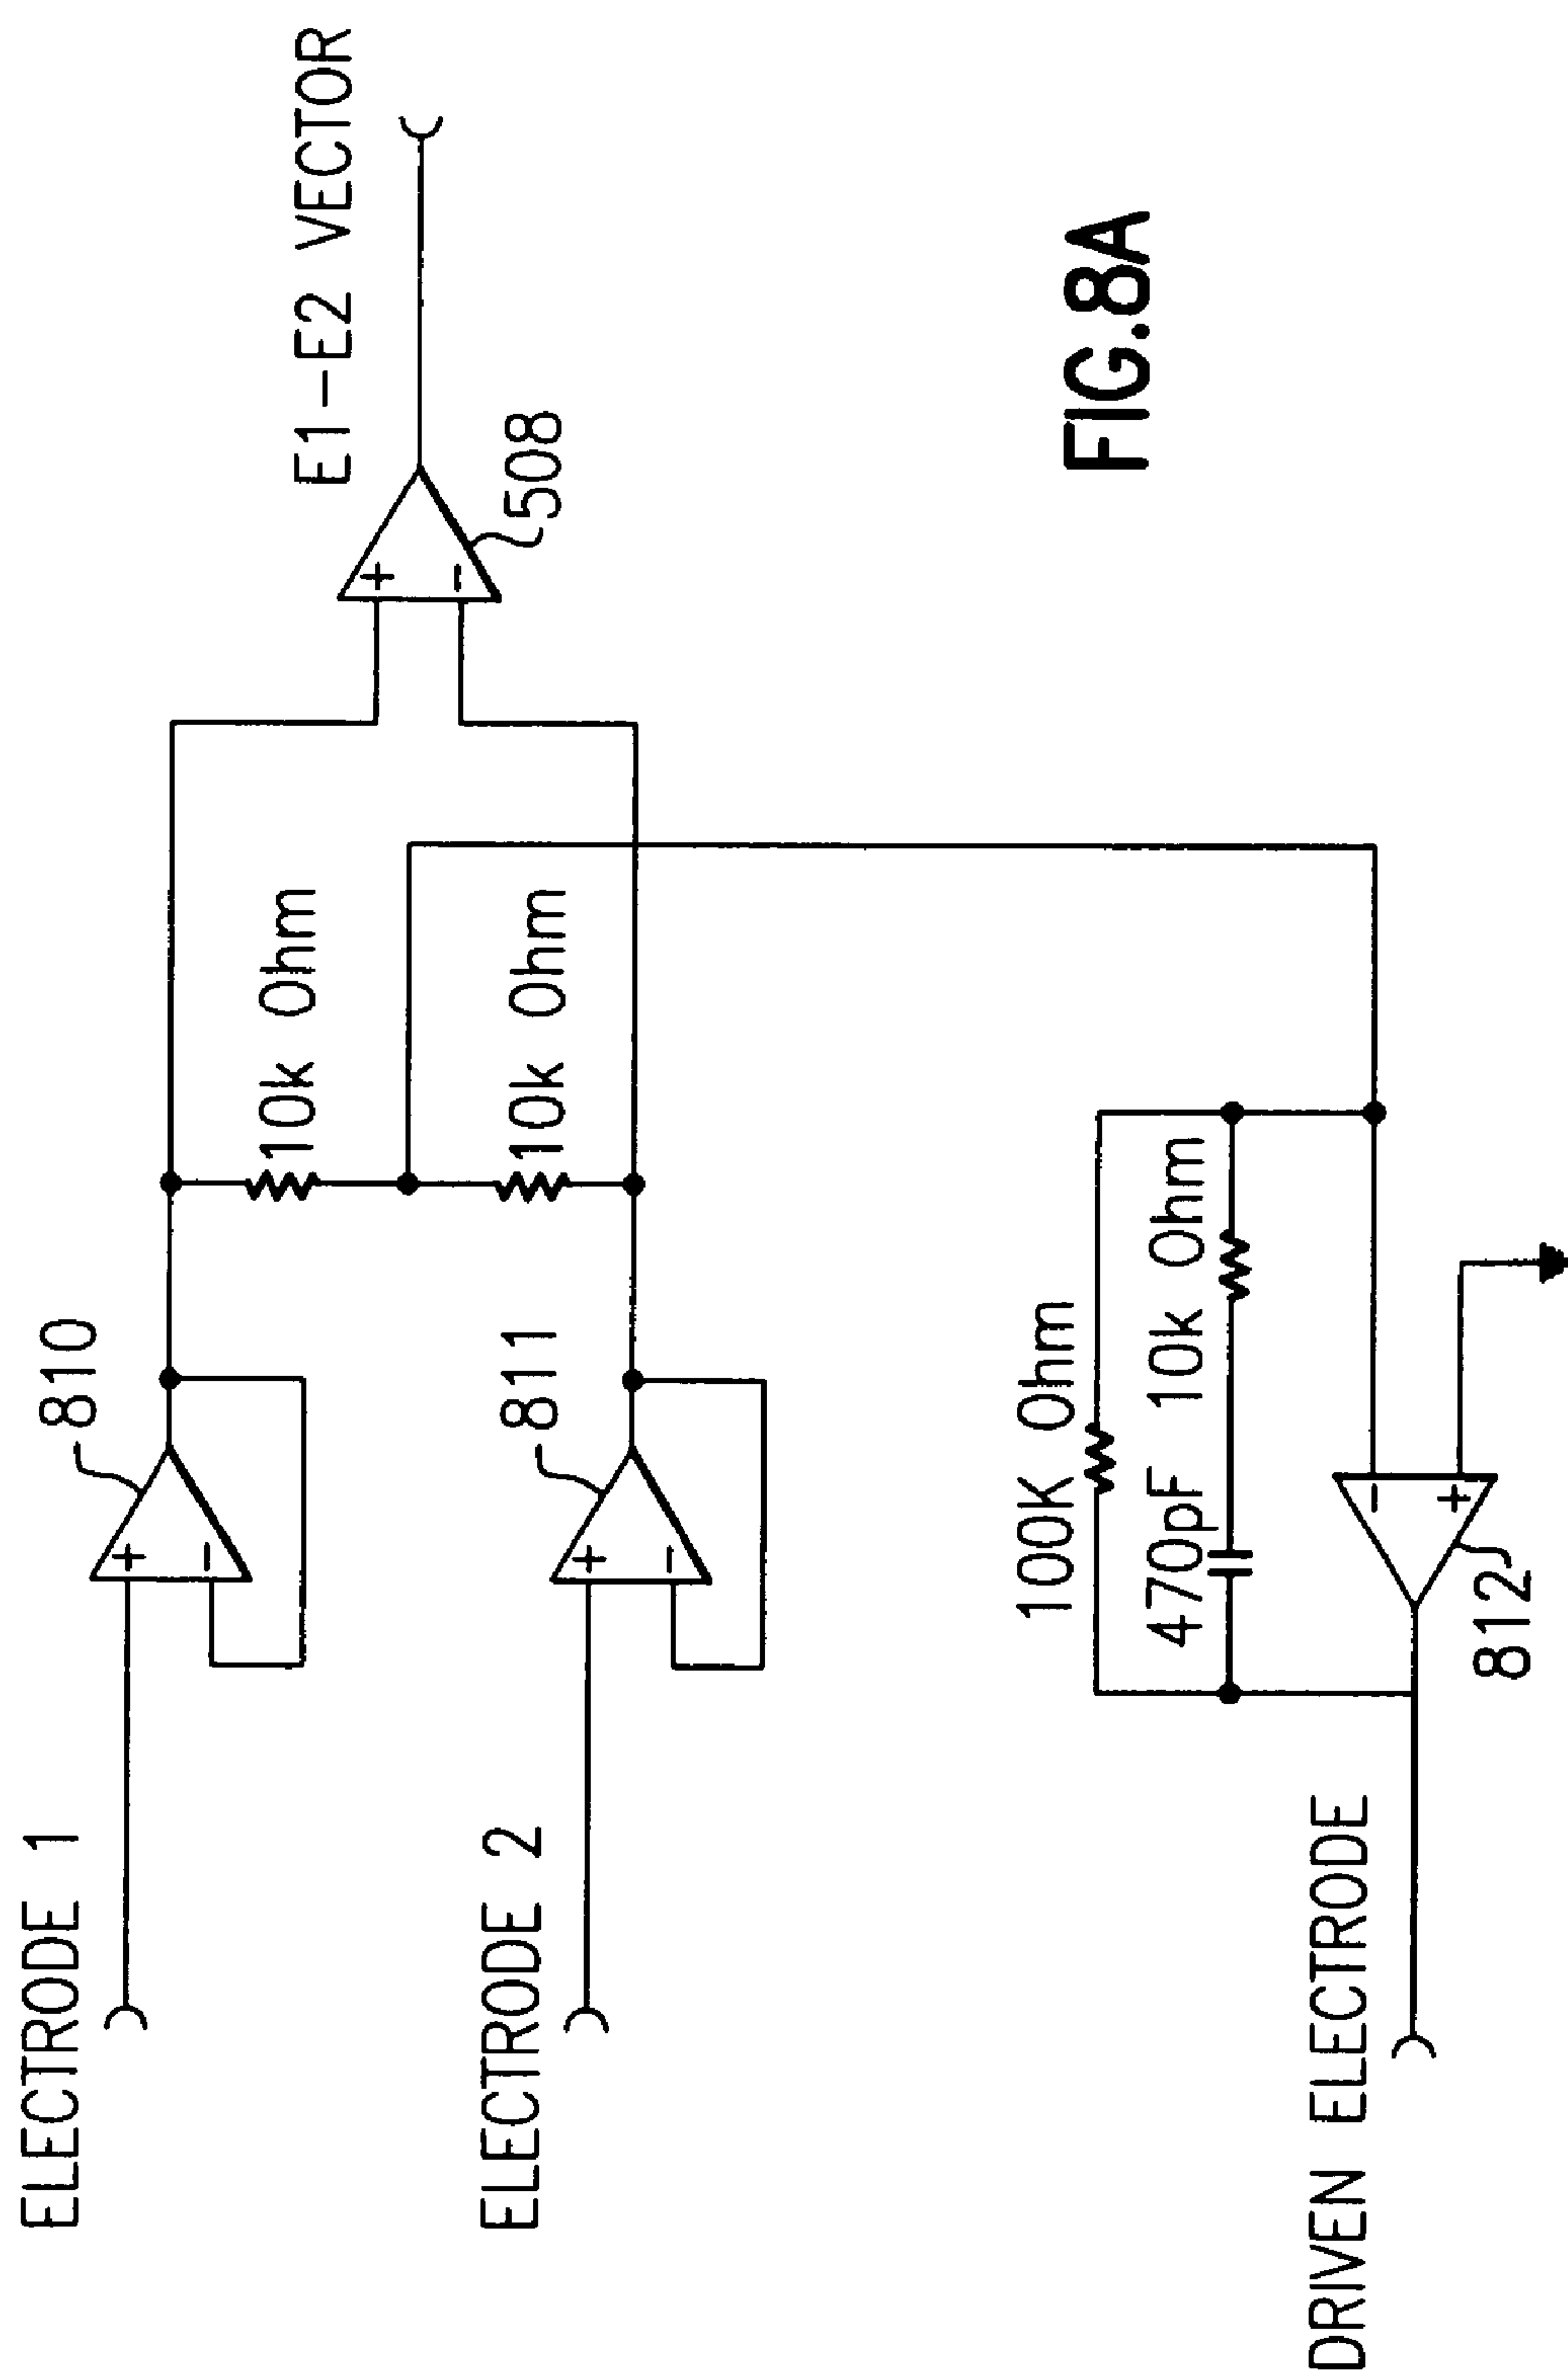 ELECTRODE 1
810
10k Ohm
E1-E2 VECTOR
+
-
+
-
508
ELECTRODE 2
811
10k Ohm
+
-
100K Ohm
470pF 10k Ohm
DRIVEN ELECTRODE
-
+
812
FIG.8A